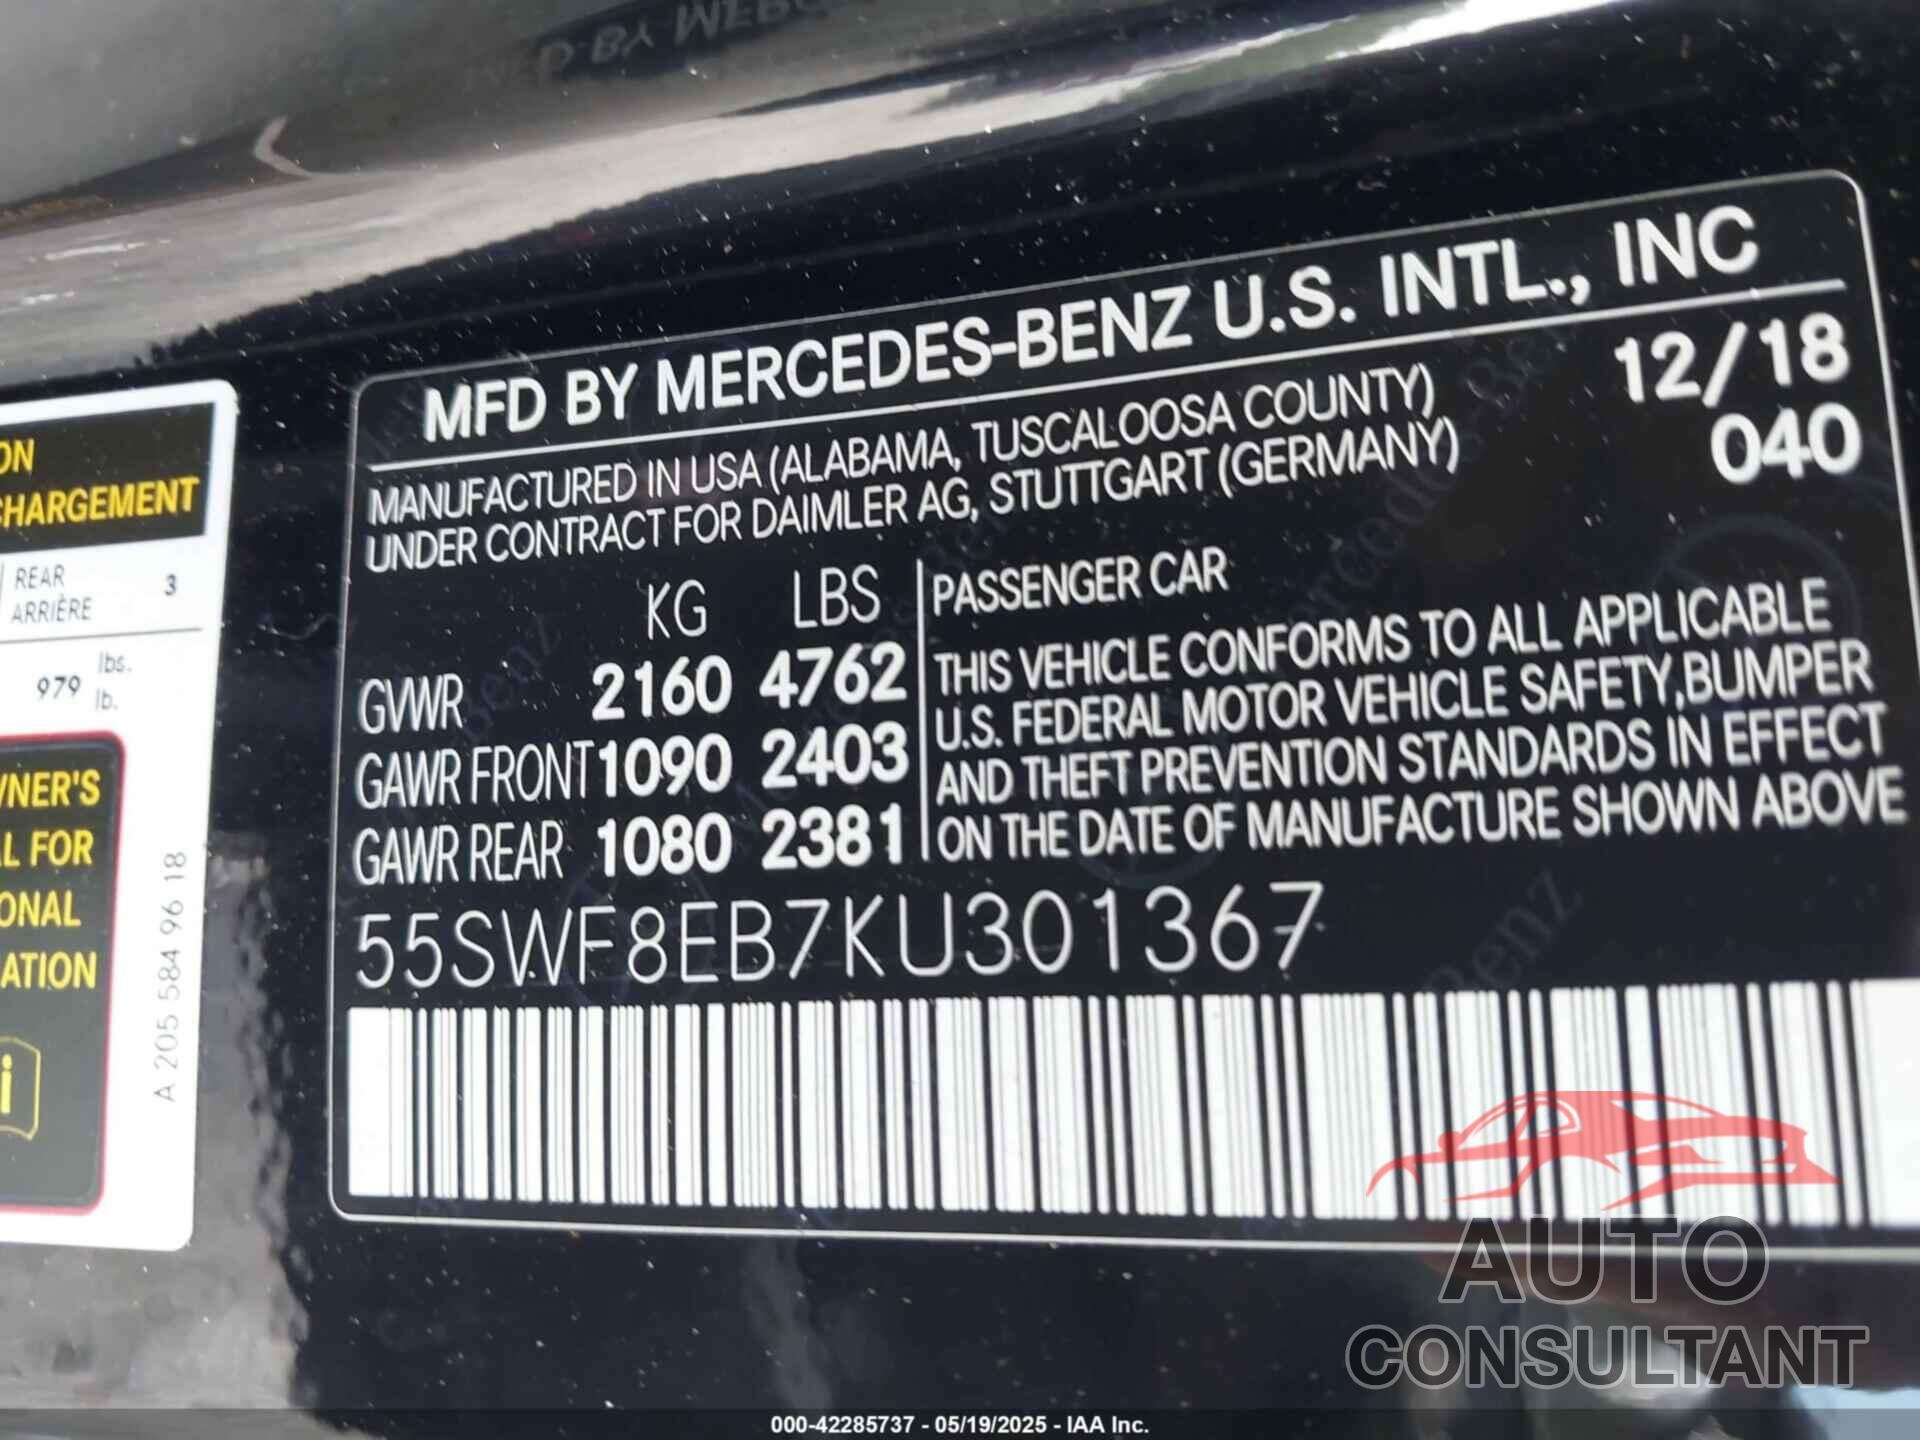 MFD BY MERCEDES-BENZ U.S. INTL., INC
MANUFACTURED IN USA (ALABAMA, TUSCALOOSA COUNTY)
UNDER CONTRACT FOR DAIMLER AG, STUTTGART (GERMANY)
12/18
040
KG LBS
GVWR 2160 4762
GAWR FRONT 1090 2403
GAWR REAR 1080 2381
PASSENGER CAR
THIS VEHICLE CONFORMS TO ALL APPLICABLE
U.S. FEDERAL MOTOR VEHICLE SAFETY, BUMPER
AND THEFT PREVENTION STANDARDS IN EFFECT
ON THE DATE OF MANUFACTURE SHOWN ABOVE
55SWF8EB7KU301367
ON
CHARGEMENT
REAR 3
ARRIÈRE
979 lbs.
lb.
WNER'S
L FOR
ONAL
ATION
i
A 205 584 96 18
AUTO
CONSULTANT
000-42285737 - 05/19/2025 - IAA Inc.